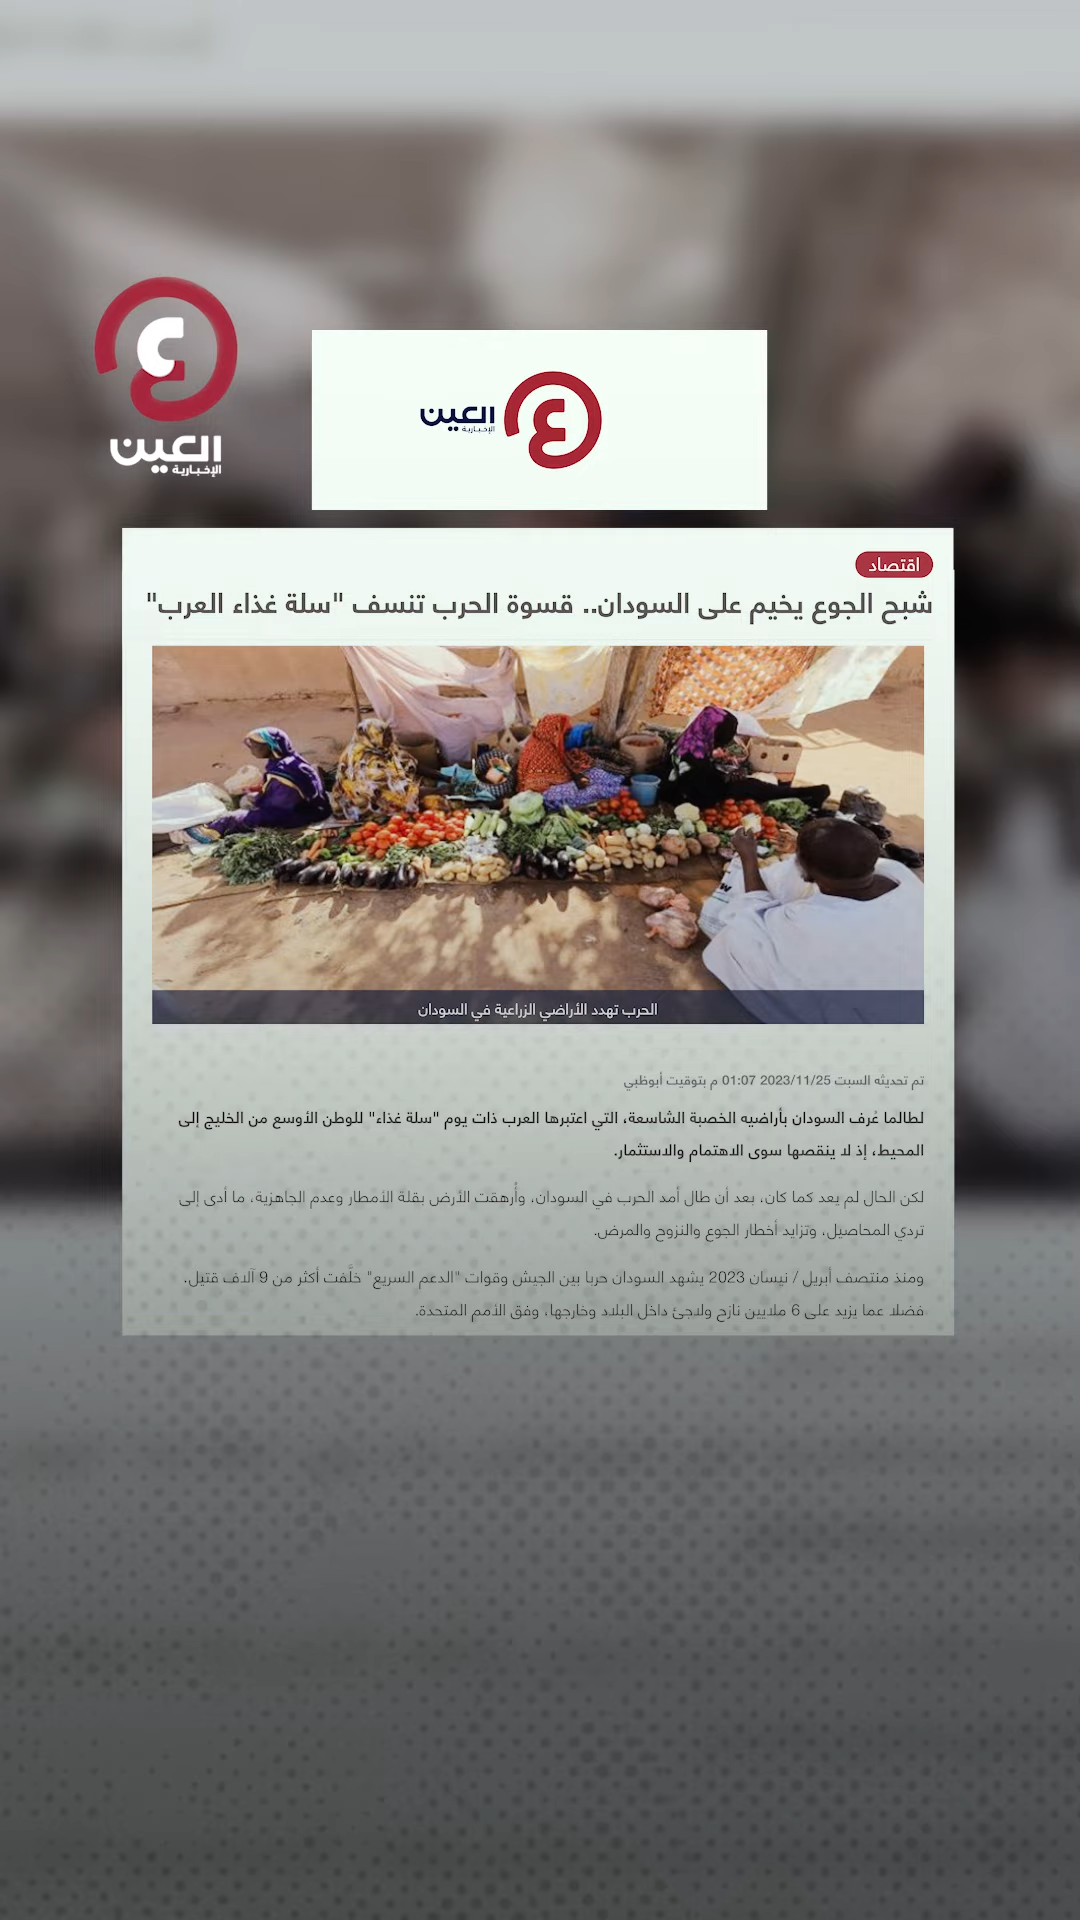 العين
الإخبارية
العين
الإخبارية
اقتصاد
شبح الجوع يخيم على السودان.. قسوة الحرب تنسف "سلة غذاء العرب"
الحرب تهدد الأراضي الزراعية في السودان
تم تحديثه السبت 2023/11/25 01:07 م بتوقيت أبوظبي
لطالما عُرف السودان بأراضيه الخصبة الشاسعة، التي اعتبرها العرب ذات يوم "سلة غذاء" للوطن الأوسع من الخليج إلى
المحيط، إذ لا ينقصها سوى الاهتمام والاستثمار.
لكن الحال لم يعد كما كان، بعد أن طال أمد الحرب في السودان، وأُرهقت الأرض بقلة الأمطار وعدم الجاهزية، ما أدى إلى
تردي المحاصيل، وتزايد أخطار الجوع والنزوح والمرض.
ومنذ منتصف أبريل / نيسان 2023 يشهد السودان حربا بين الجيش وقوات "الدعم السريع" خلَّفت أكثر من 9 آلاف قتيل،
فضلا عما يزيد على 6 ملايين نازح ولاجئ داخل البلاد وخارجها، وفق الأمم المتحدة.